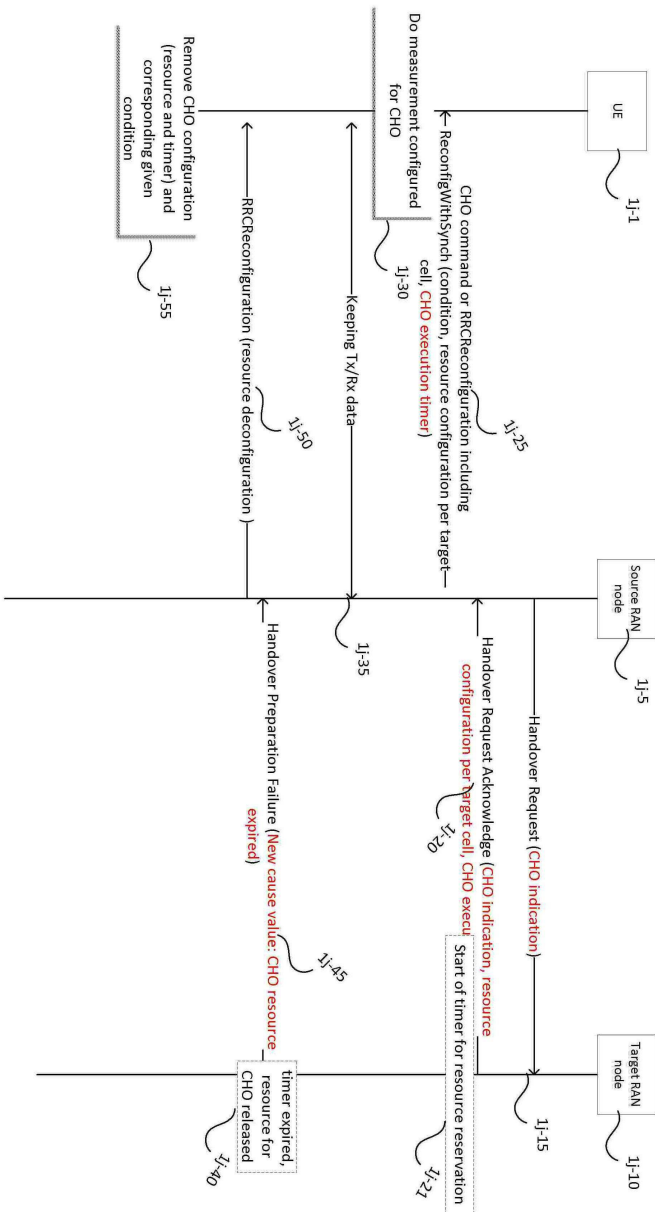 UE
1j-1
Source RAN
node
1j-5
Target RAN
node
1j-10
Handover Request (CHO indication)
1j-15
Handover Request Acknowledge (CHO indication, resource
configuration per target cell, CHO execu
1j-20
Start of timer for resource reservation
1j-21
CHO command or RRCReconfiguration including
ReconfigWithSynch (condition, resource configuration per target
cell, CHO execution timer)
1j-25
Do measurement configured
for CHO
1j-30
Keeping Tx/Rx data
1j-35
timer expired,
resource for
CHO released
1j-40
Handover Preparation Failure (New cause value: CHO resource
expired)
1j-45
RRCReconfiguration (resource deconfiguration )
1j-50
Remove CHO configuration
(resource and timer) and
corresponding given
condition
1j-55